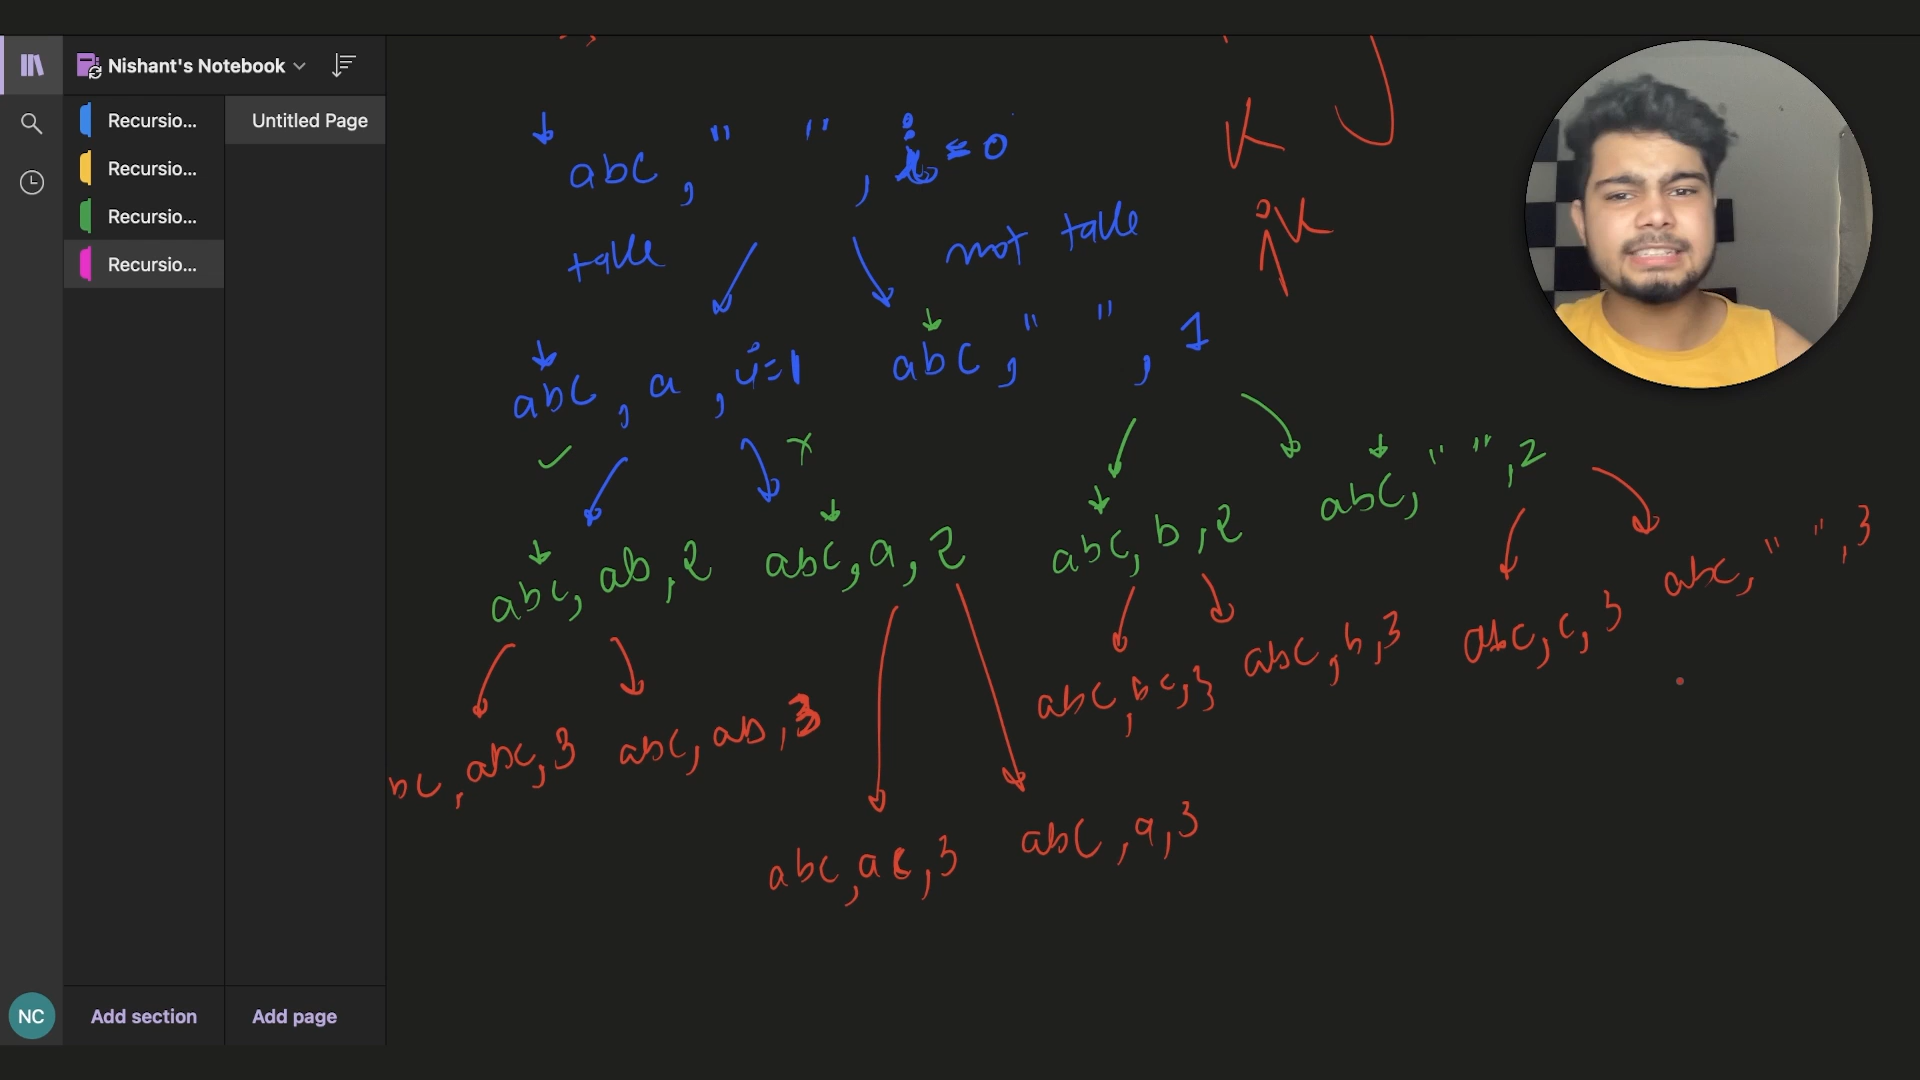 Nishant's Notebook
Recursio...
Untitled Page
Recursio...
Recursio...
Recursio...
abc, " ", i=0
K
take
not take
abc, a, i=1
abc, " ", 1
abc, ab, 2
abc, a, 2
abc, b, 2
abc, " ", 2
bc, abc, 3
abc, ab, 3
abc, ac, 3
abc, a, 3
abc, bc, 3
abc, b, 3
abc, c, 3
abc, " ", 3
NC
Add section
Add page